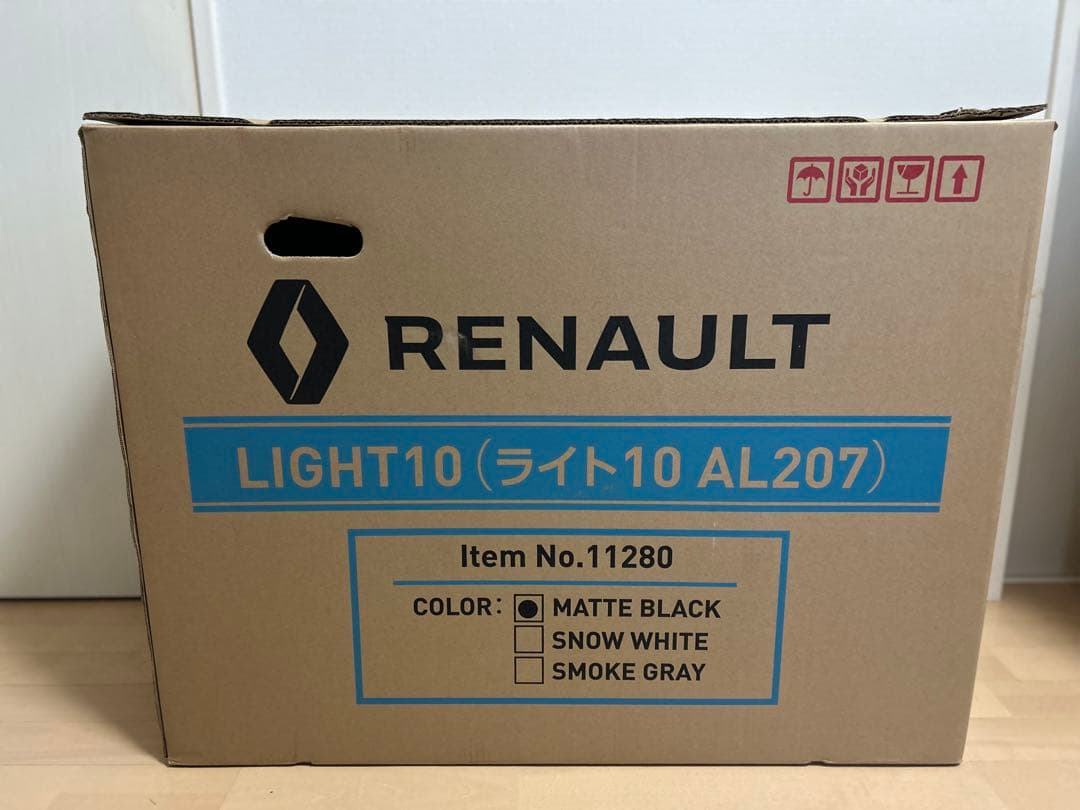 RENAULT
LIGHT10(ライト10 AL207)
Item No.11280
COLOR: MATTE BLACK
SNOW WHITE
SMOKE GRAY